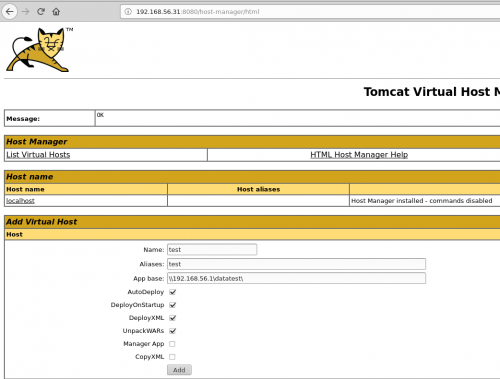 192.168.56.31:8080/host-manager/html
TM
Tomcat Virtual Host M
Message:
OK
Host Manager
List Virtual Hosts
HTML Host Manager Help
Host name
Host name
Host aliases
localhost
Host Manager installed - commands disabled
Add Virtual Host
Host
Name: test
Aliases: test
App base: \\192.168.56.1\datatest\
AutoDeploy
DeployOnStartup
DeployXML
UnpackWARs
Manager App
CopyXML
Add